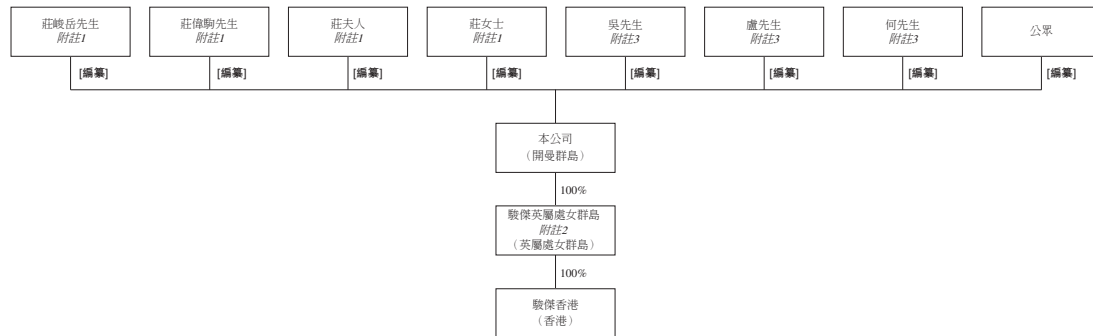 莊峻岳先生
附註1
莊偉駒先生
附註1
莊夫人
附註1
莊女士
附註1
吳先生
附註3
盧先生
附註3
何先生
附註3
公眾
[編纂]
[編纂]
[編纂]
[編纂]
[編纂]
[編纂]
[編纂]
[編纂]
本公司
（開曼群島）
100%
駿傑英屬處女群島
附註2
（英屬處女群島）
100%
駿傑香港
（香港）